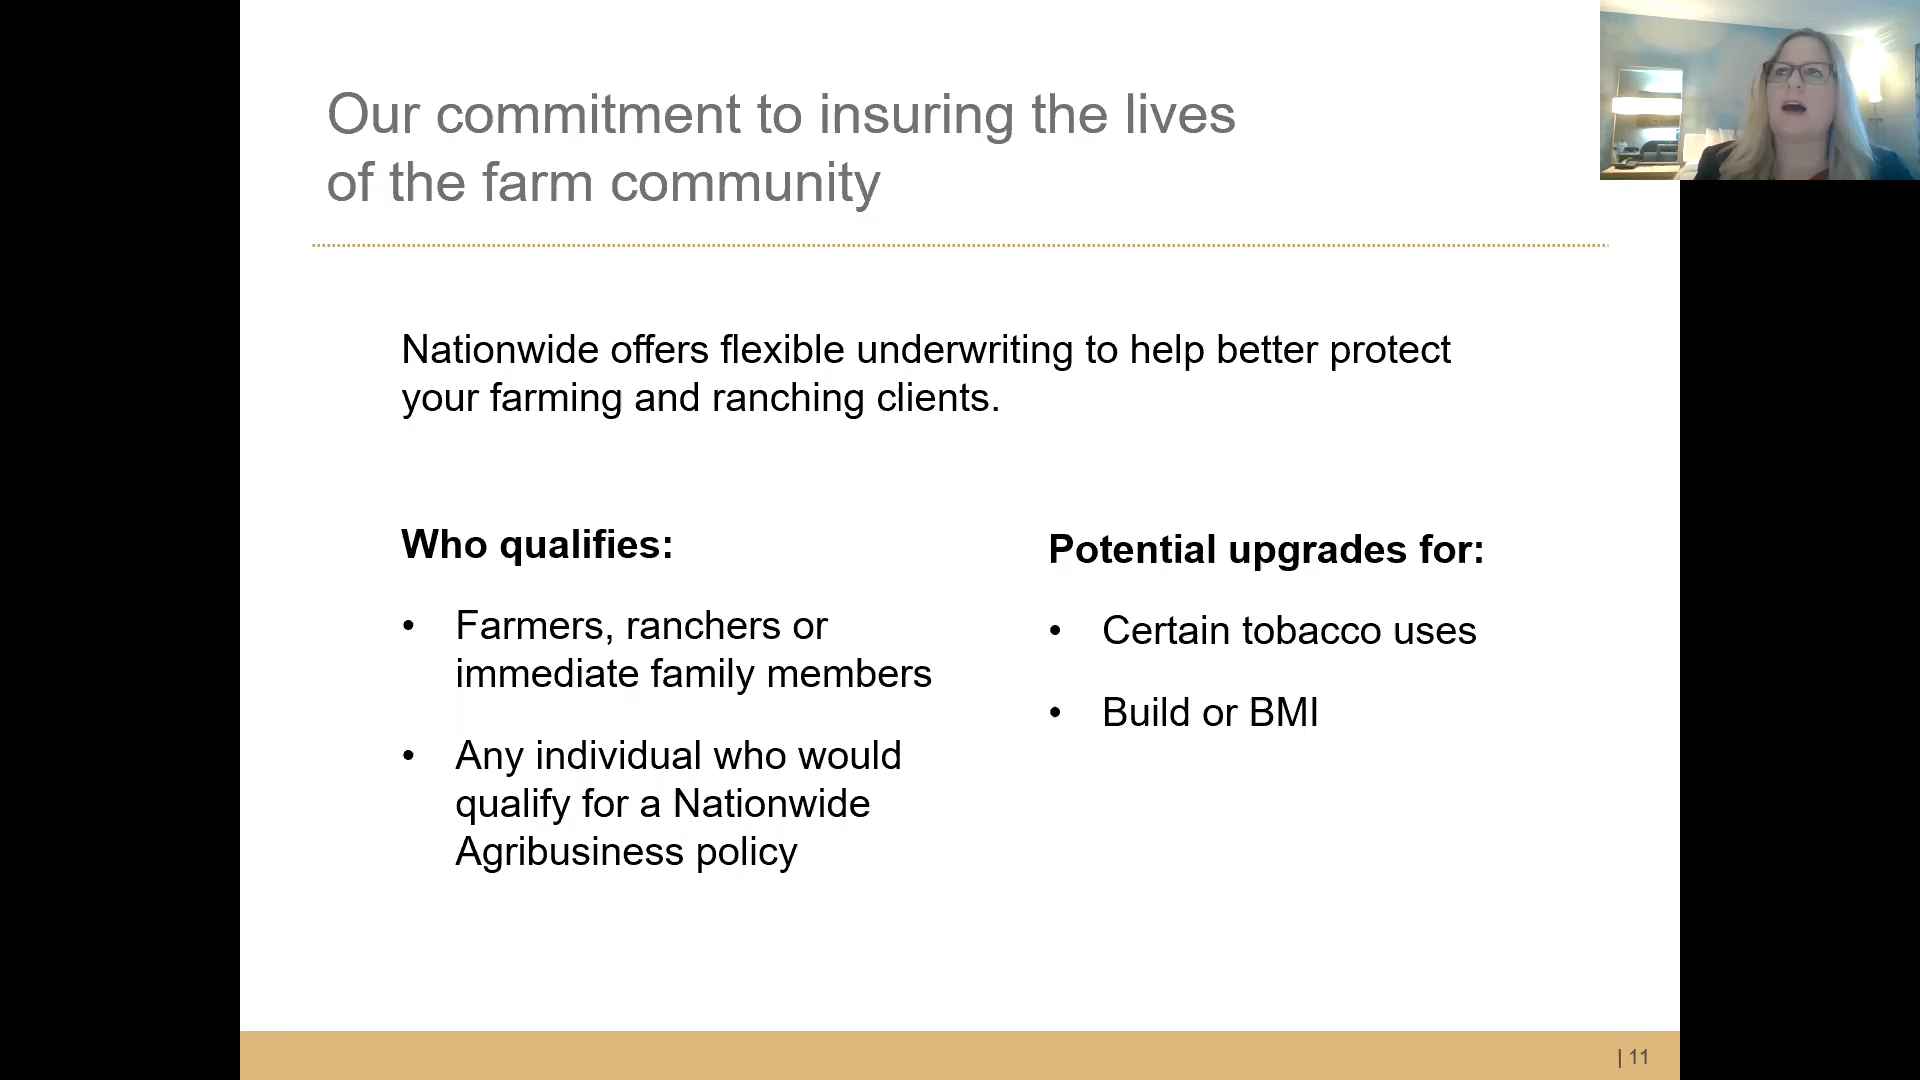 Our commitment to insuring the lives
of the farm community
Nationwide offers flexible underwriting to help better protect
your farming and ranching clients.
Who qualifies:
• Farmers, ranchers or
immediate family members
• Any individual who would
qualify for a Nationwide
Agribusiness policy
Potential upgrades for:
• Certain tobacco uses
• Build or BMI
| 11